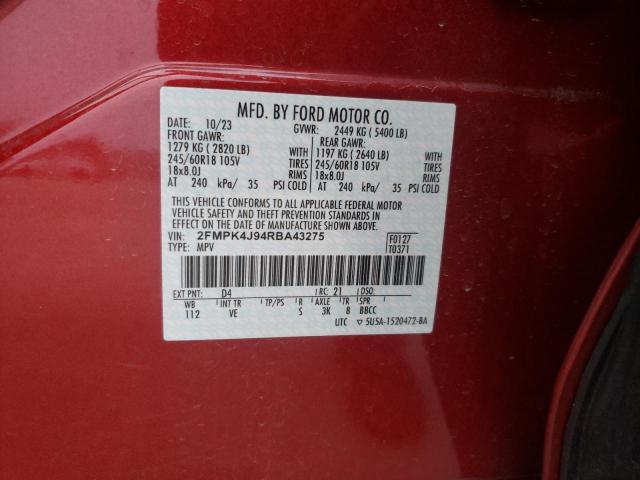 MFD. BY FORD MOTOR CO.
DATE: 10/23 GVWR: 2449 KG ( 5400 LB)
FRONT GAWR: REAR GAWR:
1279 KG ( 2820 LB) 1197 KG ( 2640 LB)
245/60R18 105V TIRES 245/60R18 105V TIRES
18x8.0J RIMS 18x8.0J RIMS
AT 240 kPa/ 35 PSI COLD AT 240 kPa/ 35 PSI COLD
WITH WITH
THIS VEHICLE CONFORMS TO ALL APPLICABLE FEDERAL MOTOR
VEHICLE SAFETY AND THEFT PREVENTION STANDARDS IN
EFFECT ON THE DATE OF MANUFACTURE SHOWN ABOVE.
VIN: 2FMPK4J94RBA43275 F0127
TYPE: MPV T0371
EXT PNT: D4 RC: 21 DSO:
WB INT TR TP/PS R AXLE TR SPR
112 VE S 3K 8 BBCC
UTC ▽ 5U5A-1520472-BA